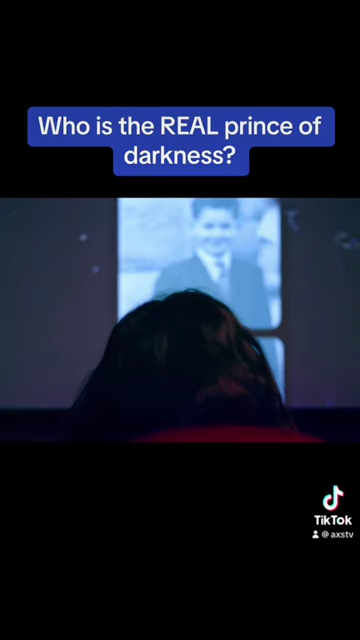 Who is the REAL prince of
darkness?
TikTok
@ axstv